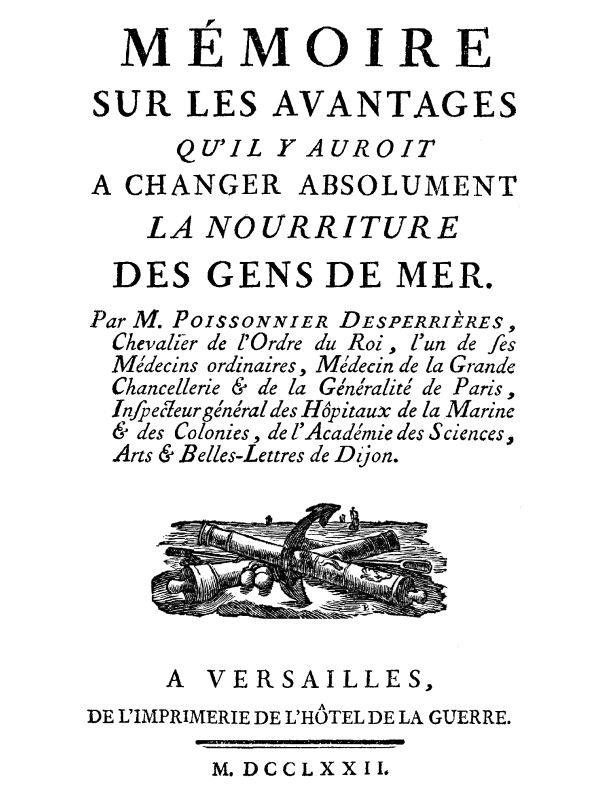 MÉMOIRE
SUR LES AVANTAGES
QU'IL Y AUROIT
A CHANGER ABSOLUMENT
LA NOURRITURE
DES GENS DE MER.
Par M. POISSONNIER DESPERRIÈRES,
Chevalier de l'Ordre du Roi, l'un de ſes
Médecins ordinaires, Médecin de la Grande
Chancellerie & de la Généralité de Paris,
Inſpecteur général des Hôpitaux de la Marine
& des Colonies, de l'Académie des Sciences,
Arts & Belles-Lettres de Dijon.
A VERSAILLES,
DE L'IMPRIMERIE DE L'HÔTEL DE LA GUERRE.
M. DCCLXXII.